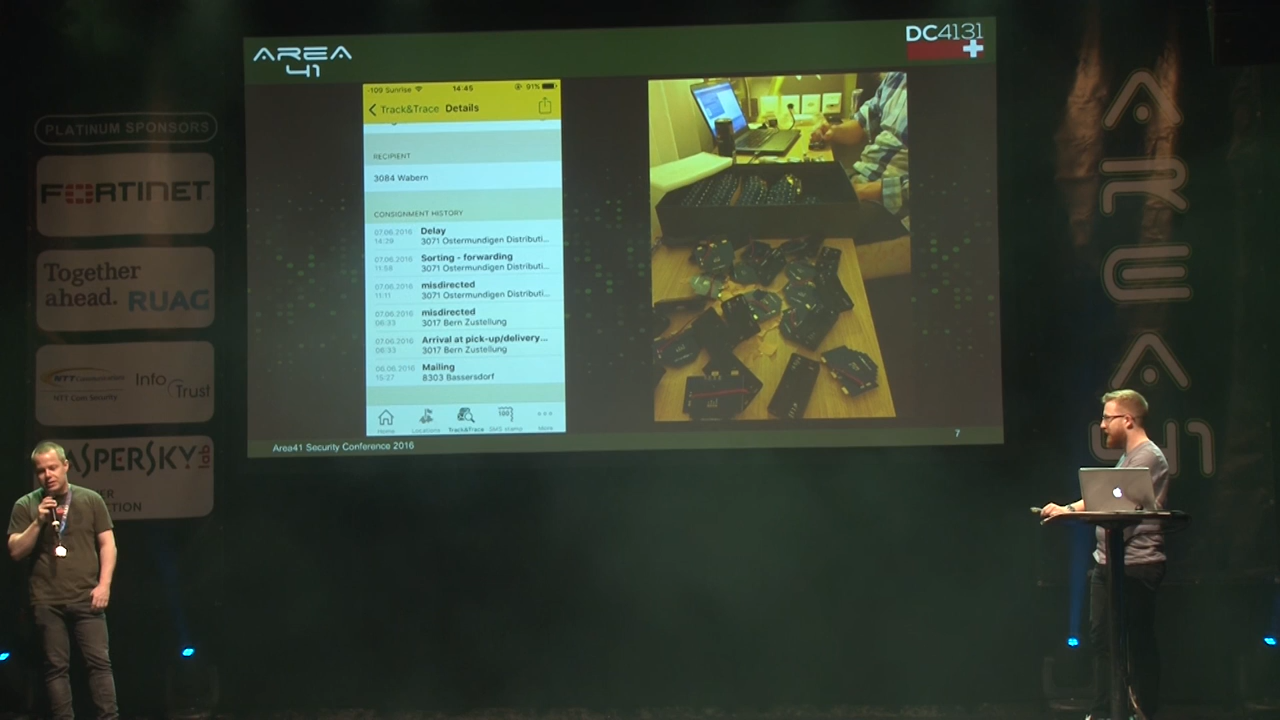 AREA
41
DC4131
PLATINUM SPONSORS
FORTINET
Together
ahead. RUAG
NTT Com Security
Info
Trust
KASPERSKY lab
-109 Sunrise 14:45 91%
Track&Trace Details
RECIPIENT
3084 Wabern
CONSIGNMENT HISTORY
07.06.2016 Delay
14:29 3071 Ostermundigen Distributi...
07.06.2016 Sorting - forwarding
11:58 3071 Ostermundigen Distributi...
07.06.2016 misdirected
11:11 3071 Ostermundigen Distributi...
07.06.2016 misdirected
06:33 3017 Bern Zustellung
07.06.2016 Arrival at pick-up/delivery...
06:33 3017 Bern Zustellung
06.06.2016 Mailing
15:27 8303 Bassersdorf
Home Locations Track&Trace SMS stamp More
Area41 Security Conference 2016
7
AREA
41